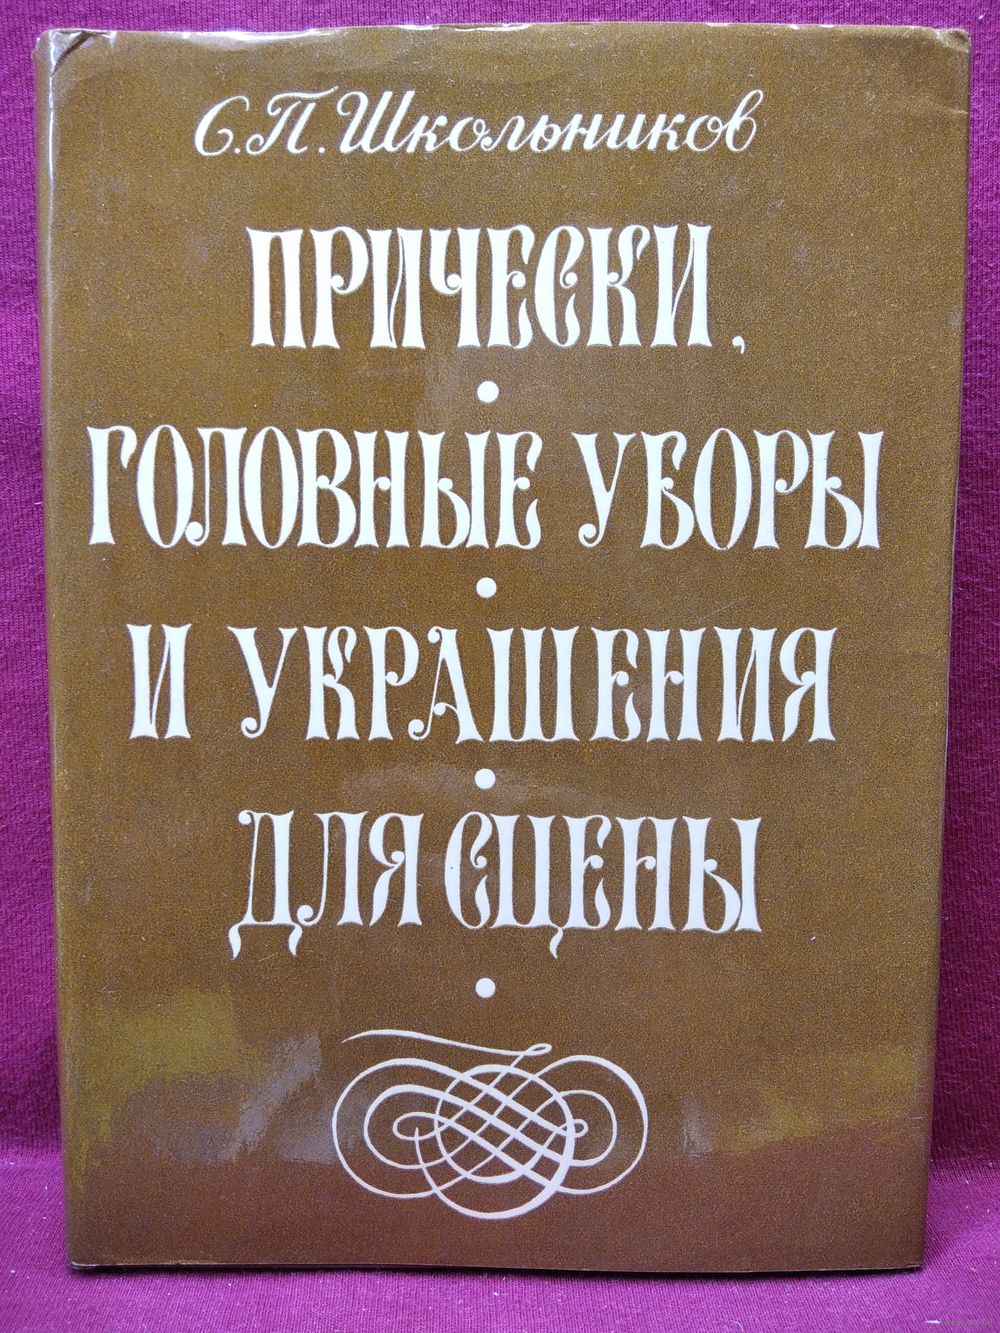 С.П.Школьников
ПРИЧЕСКИ,
ГОЛОВНЫЕ УБОРЫ
И УКРАШЕНИЯ
ДЛЯ СЦЕНЫ